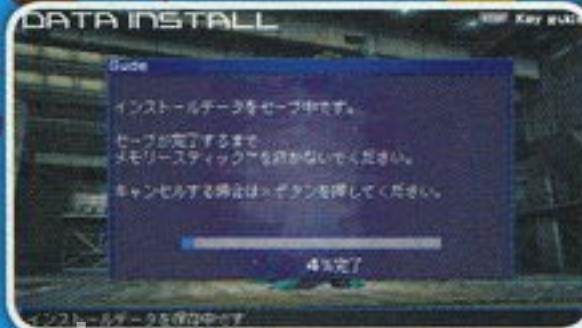 DATA INSTALL
Key guide
Guide
インストールデータをセーブ中です。
セーブが完了するまで
メモリースティック™を抜かないでください。
キャンセルする場合は×ボタンを押してください。
4%完了
インストールデータを保存中です